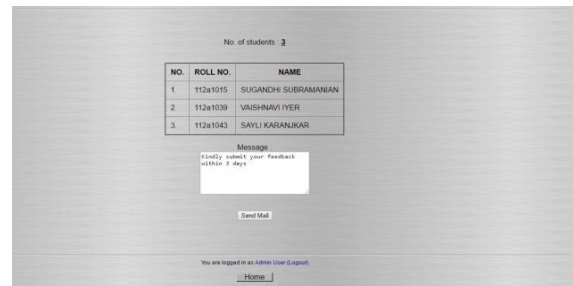 No. of students : 3
NO. ROLL NO. NAME
1. 112a1015 SUGANDHI SUBRAMANIAN
2. 112a1039 VAISHNAVI IYER
3. 112a1043 SAYLI KARANJKAR
Message :
Kindly submit your feedback
within 3 days
Send Mail
You are logged in as Admin User (Logout)
Home